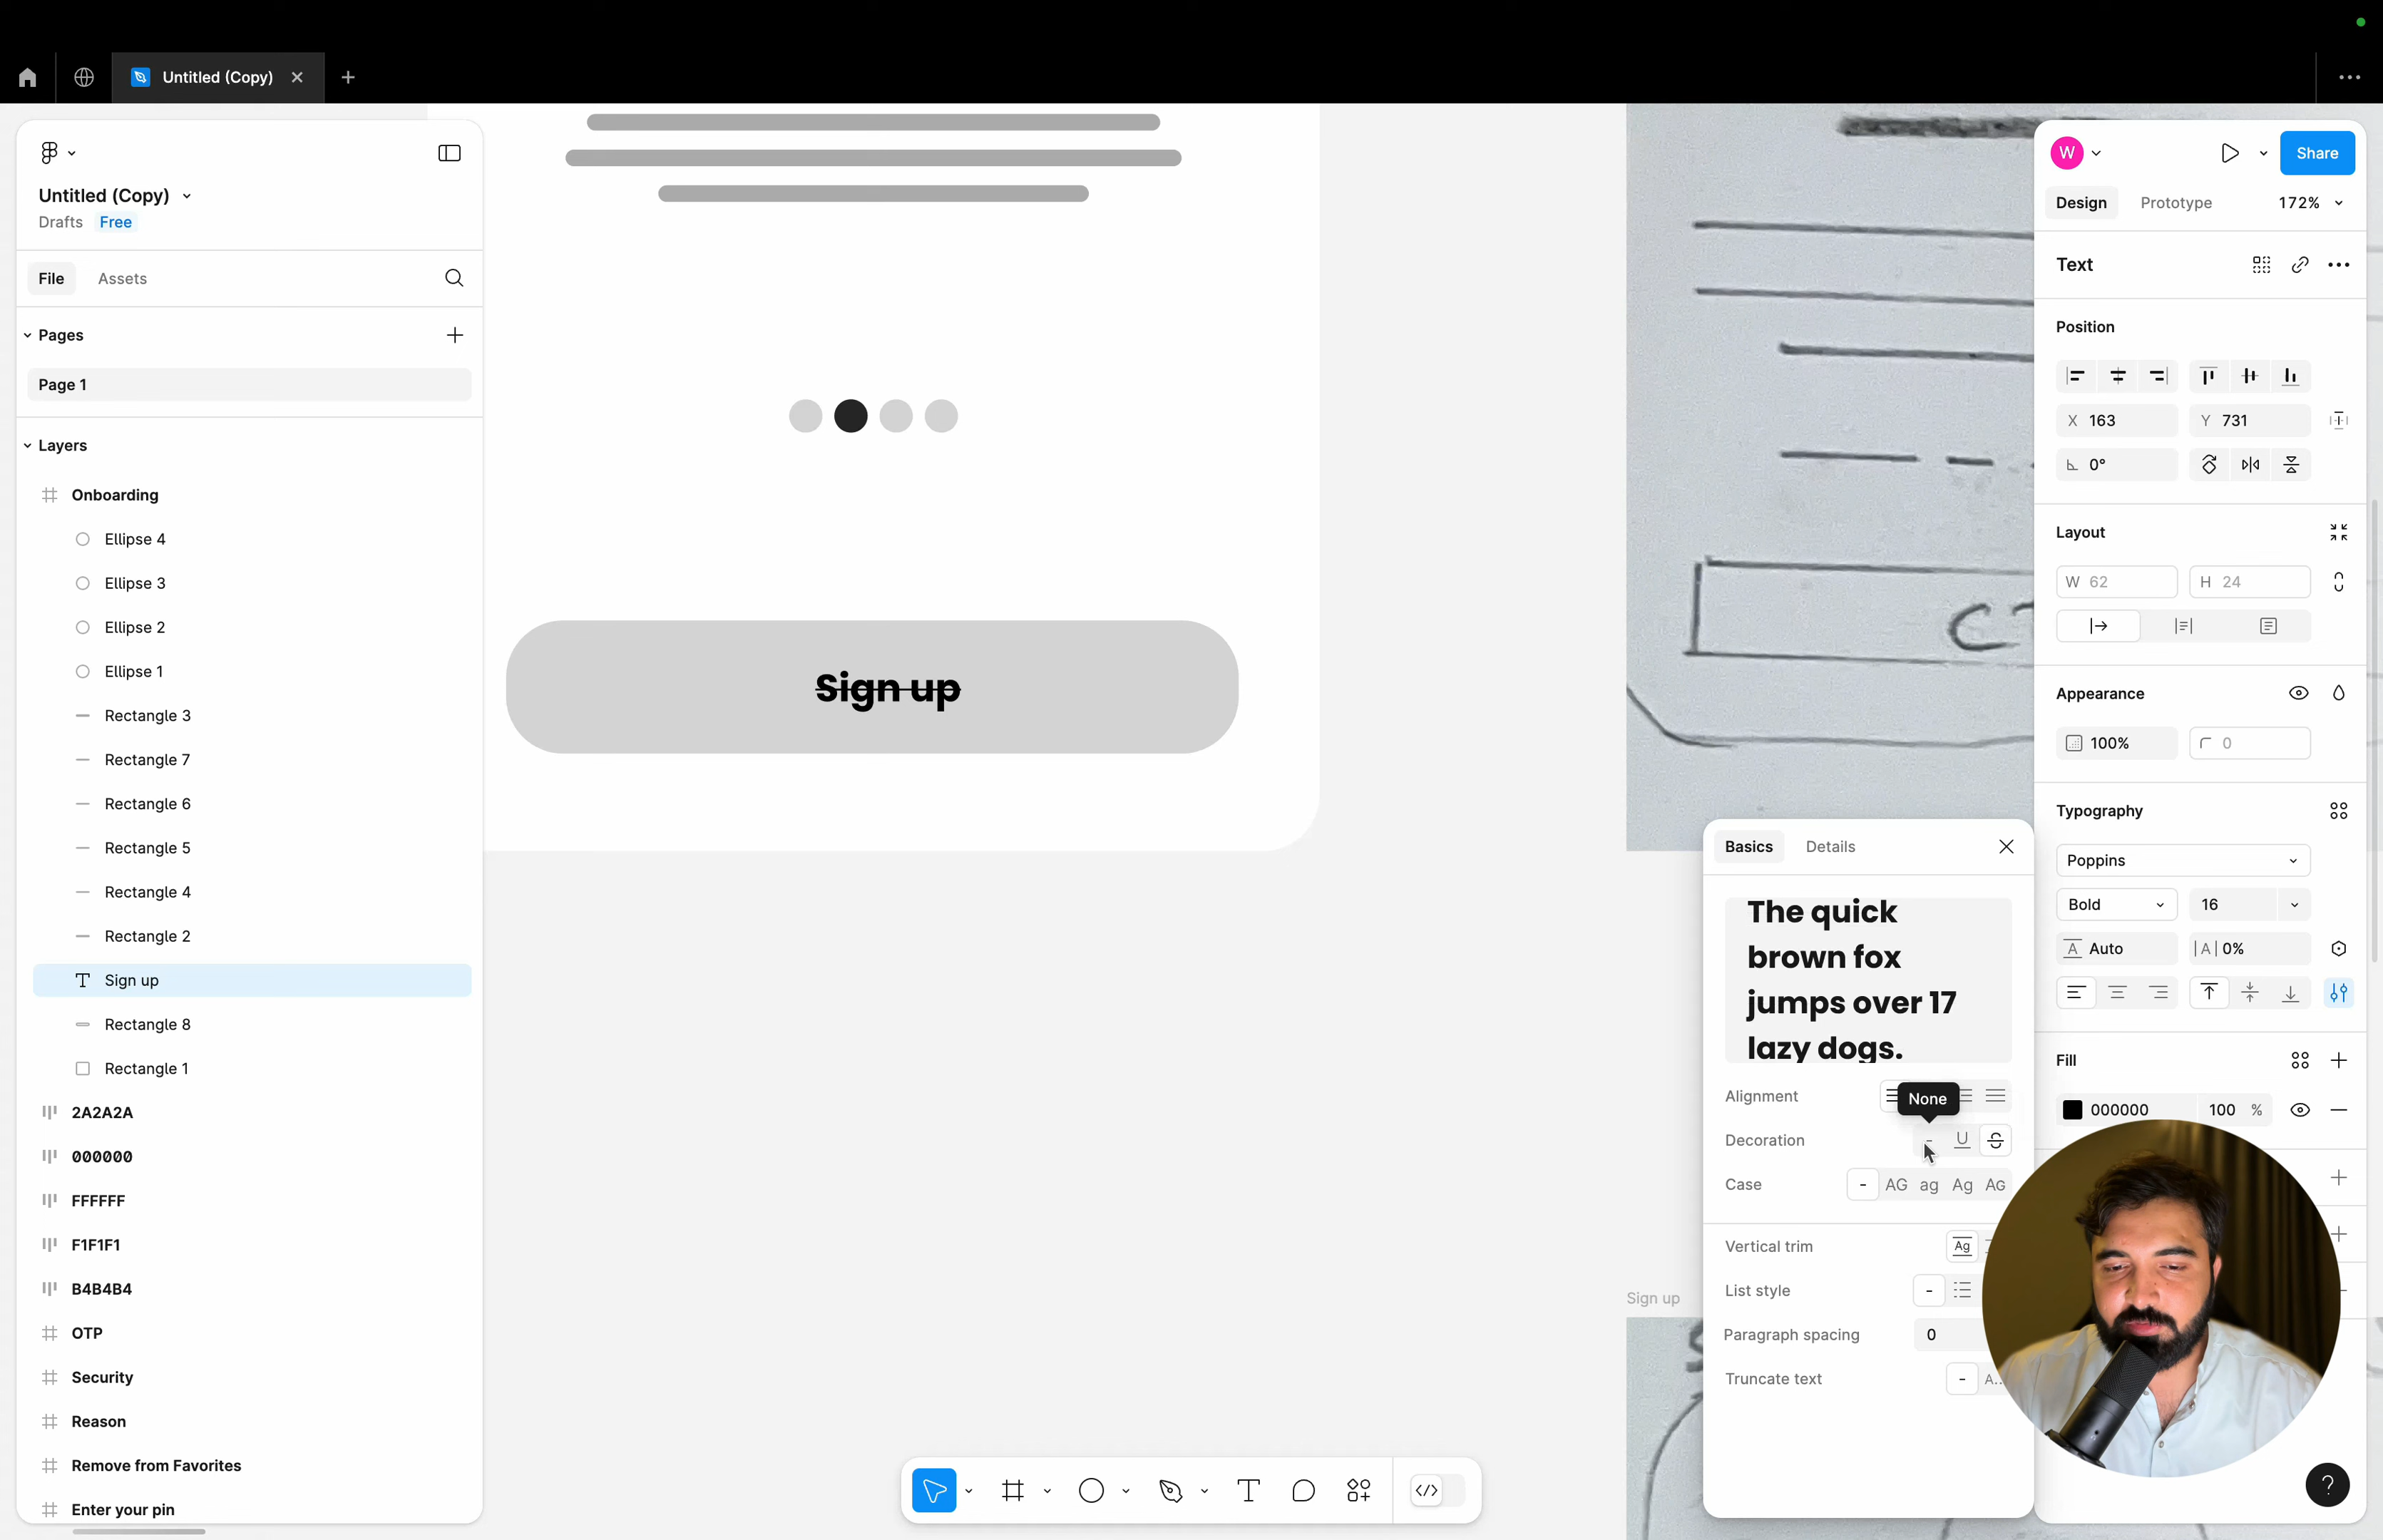 Untitled (Copy)
Untitled (Copy)
Drafts Free
File Assets
Pages
Page 1
Layers
Onboarding
Ellipse 4
Ellipse 3
Ellipse 2
Ellipse 1
Rectangle 3
Rectangle 7
Rectangle 6
Rectangle 5
Rectangle 4
Rectangle 2
Sign up
Rectangle 8
Rectangle 1
2A2A2A
000000
FFFFFF
F1F1F1
B4B4B4
OTP
Security
Reason
Remove from Favorites
Enter your pin
Sign up
Sign up
Basics Details
The quick
brown fox
jumps over 17
lazy dogs.
Alignment
None
Decoration - U S
Case - AG ag Ag AG
Vertical trim Ag
List style -
Paragraph spacing 0
Truncate text - A..
W Share
Design Prototype 172%
Text
Position
X 163 Y 731
0°
Layout
W 62 H 24
Appearance
100% 0
Typography
Poppins
Bold 16
A Auto |A| 0%
Fill
000000 100 %
?